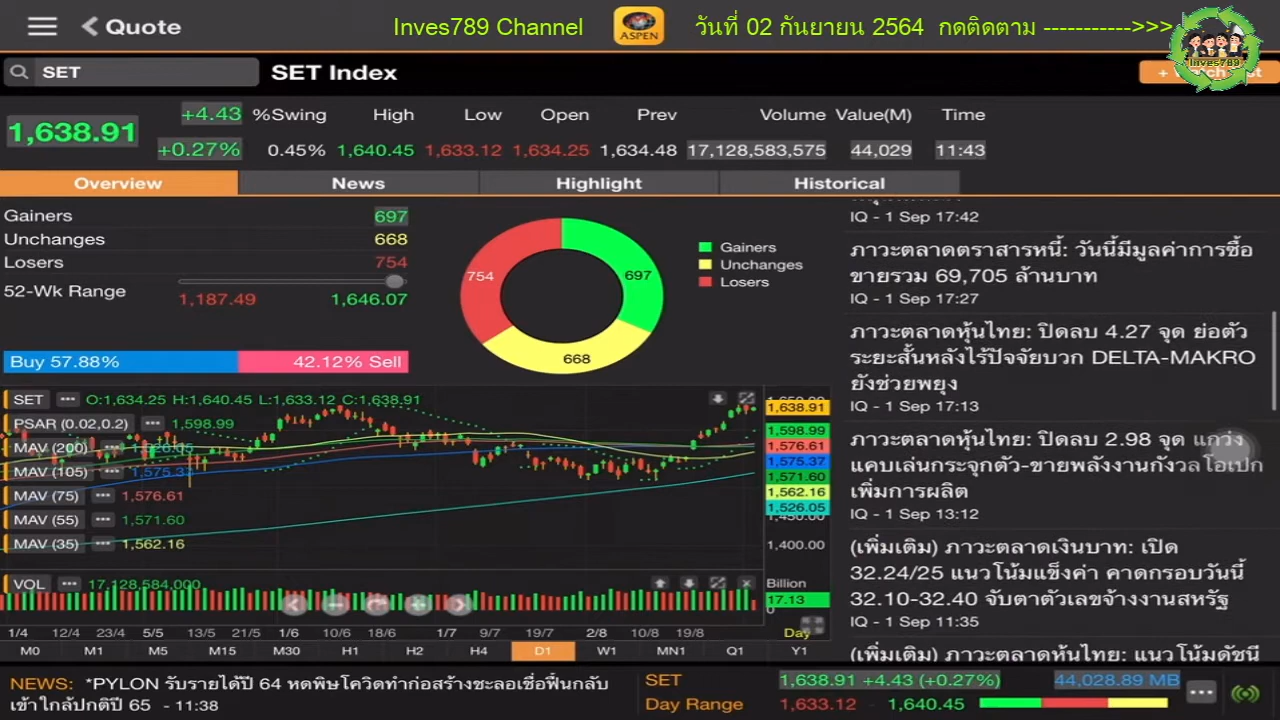 Quote
Inves789 Channel
ASPEN
วันที่ 02 กันยายน 2564 กดติดตาม ----------->>>
Inves789
SET
SET Index
1,638.91
+4.43
+0.27%
%Swing High Low Open Prev Volume Value(M) Time
0.45% 1,640.45 1,633.12 1,634.25 1,634.48 17,128,583,575 44,029 11:43
Overview News Highlight Historical
Gainers 697
Unchanges 668
Losers 754
52-Wk Range
1,187.49 1,646.07
Buy 57.88% 42.12% Sell
754
697
668
Gainers
Unchanges
Losers
IQ - 1 Sep 17:42
ภาวะตลาดตราสารหนี้: วันนี้มีมูลค่าการซื้อ
ขายรวม 69,705 ล้านบาท
IQ - 1 Sep 17:27
ภาวะตลาดหุ้นไทย: ปิดลบ 4.27 จุด ย่อตัว
ระยะสั้นหลังไร้ปัจจัยบวก DELTA-MAKRO
ยังช่วยพยุง
IQ - 1 Sep 17:13
ภาวะตลาดหุ้นไทย: ปิดลบ 2.98 จุด แกว่ง
แคบเล่นกระจุกตัว-ขายพลังงานกังวลโอเปก
เพิ่มการผลิต
IQ - 1 Sep 13:12
(เพิ่มเติม) ภาวะตลาดเงินบาท: เปิด
32.24/25 แนวโน้มแข็งค่า คาดกรอบวันนี้
32.10-32.40 จับตาตัวเลขจ้างงานสหรัฐ
IQ - 1 Sep 11:35
(เพิ่มเติม) ภาวะตลาดหุ้นไทย: แนวโน้มดัชนี
SET O:1,634.25 H:1,640.45 L:1,633.12 C:1,638.91
PSAR (0.02,0.2) 1,598.99
MAV (200) 1,526.05
MAV (105) 1,575.37
MAV (75) 1,576.61
MAV (55) 1,571.60
MAV (35) 1,562.16
1,638.91
1,598.99
1,576.61
1,575.37
1,571.60
1,562.16
1,526.05
1,400.00
VOL 17,128,584,000
Billion
17.13
0
1/4 12/4 23/4 5/5 13/5 21/5 1/6 10/6 18/6 1/7 9/7 19/7 2/8 10/8 19/8 Day
M0 M1 M5 M15 M30 H1 H2 H4 D1 W1 MN1 Q1 Y1
NEWS: *PYLON รับรายได้ปี 64 หดพิษโควิดทำก่อสร้างชะลอเชื่อฟื้นกลับ
เข้าใกล้ปกติปี 65 - 11:38
SET 1,638.91 +4.43 (+0.27%) 44,028.89 MB
Day Range 1,633.12 - 1,640.45